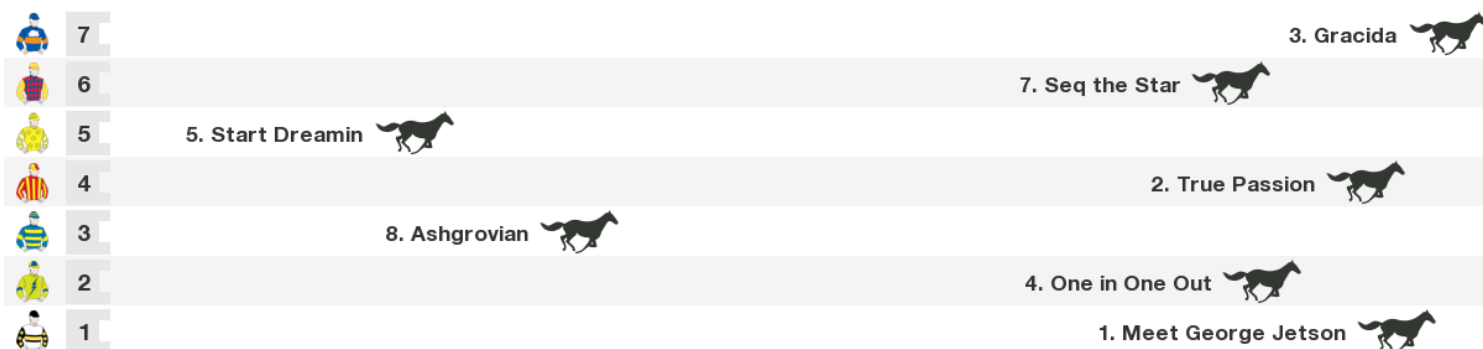 7 3. Gracida
6 7. Seq the Star
5 5. Start Dreamin
4 2. True Passion
3 8. Ashgrovian
2 4. One in One Out
1 1. Meet George Jetson